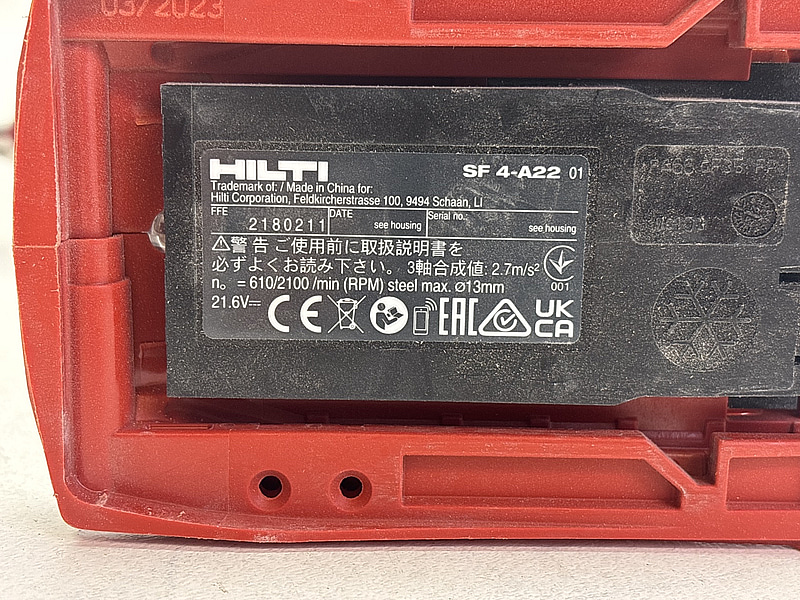 03/2023
HILTI
SF 4-A22 01
Trademark of: / Made in China for:
Hilti Corporation, Feldkircherstrasse 100, 9494 Schaan, LI
FFE 2180211 DATE see housing Serial no.: see housing
⚠警告 ご使用前に取扱説明書を
必ずよくお読み下さい。 3軸合成値: 2.7m/s²
001
n₀ = 610/2100 /min (RPM) steel max. ⌀13mm
21.6V⎓ CE EAC UK CA